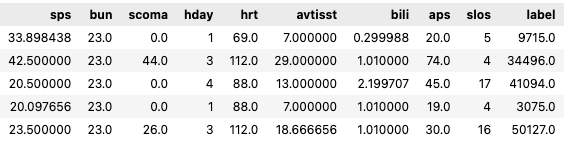 sps bun scoma hday hrt avtisst bili aps slos label
33.898438 23.0 0.0 1 69.0 7.000000 0.299988 20.0 5 9715.0
42.500000 23.0 44.0 3 112.0 29.000000 1.010000 74.0 4 34496.0
20.500000 23.0 0.0 4 88.0 13.000000 2.199707 45.0 17 41094.0
20.097656 23.0 0.0 1 88.0 7.000000 1.010000 19.0 4 3075.0
23.500000 23.0 26.0 3 112.0 18.666656 1.010000 30.0 16 50127.0